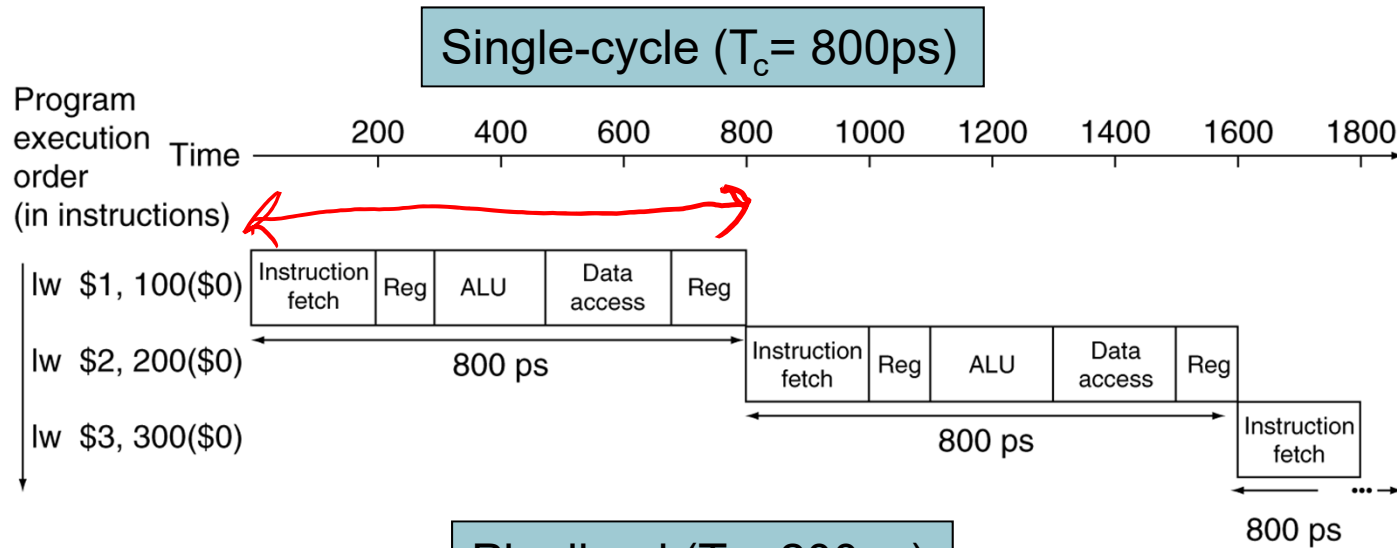 Single-cycle (Tc= 800ps)
Program
execution
order
(in instructions)
Time
200 400 600 800 1000 1200 1400 1600 1800
lw $1, 100($0)
Instruction
fetch
Reg
ALU
Data
access
Reg
800 ps
lw $2, 200($0)
Instruction
fetch
Reg
ALU
Data
access
Reg
800 ps
lw $3, 300($0)
Instruction
fetch
...
800 ps